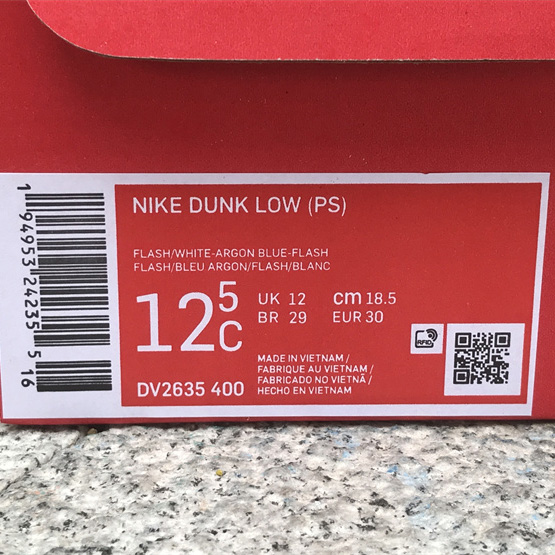 NIKE DUNK LOW (PS)
FLASH/WHITE-ARGON BLUE-FLASH
FLASH/BLEU ARGON/FLASH/BLANC
12 5 C
UK 12 cm 18.5
BR 29 EUR 30
DV2635 400
MADE IN VIETNAM /
FABRIQUE AU VIETNAM /
FABRICADO NO VIETNÃ /
HECHO EN VIETNAM
RFID
1 94953 24235 5 16